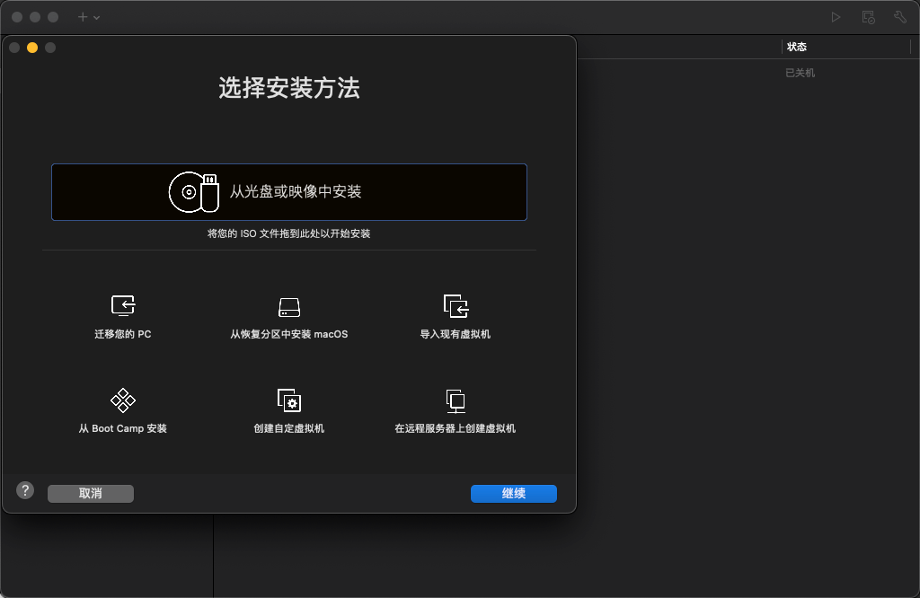 状态
已关机
选择安装方法
从光盘或映像中安装
将您的 ISO 文件拖到此处以开始安装
迁移您的 PC
从恢复分区中安装 macOS
导入现有虚拟机
从 Boot Camp 安装
创建自定虚拟机
在远程服务器上创建虚拟机
?
取消
继续